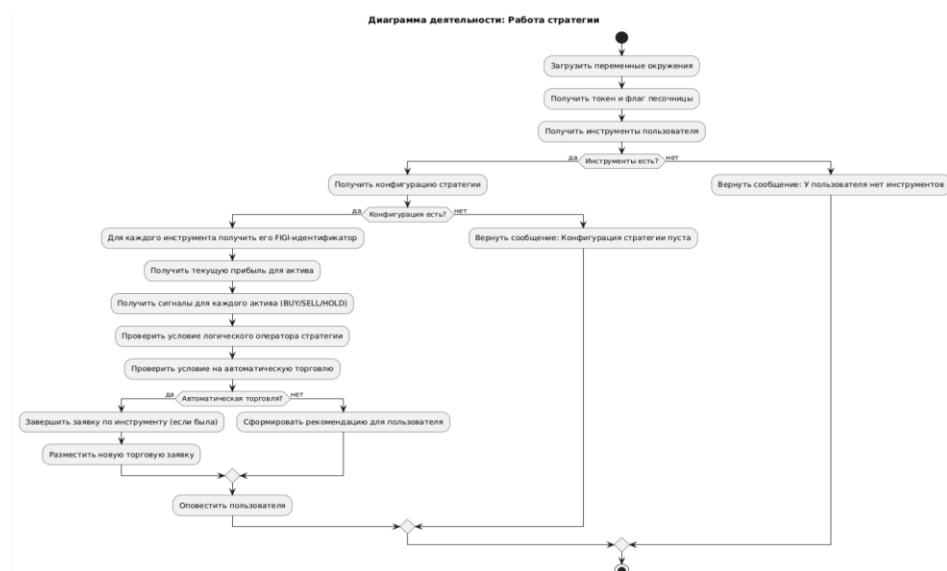 Диаграмма деятельности: Работа стратегии
Загрузить переменные окружения
Получить токен и флаг песочницы
Получить инструменты пользователя
да
Инструменты есть?
нет
Получить конфигурацию стратегии
Вернуть сообщение: У пользователя нет инструментов
да
Конфигурация есть?
нет
Для каждого инструмента получить его FIGI-идентификатор
Вернуть сообщение: Конфигурация стратегии пуста
Получить текущую прибыль для актива
Получить сигналы для каждого актива (BUY/SELL/HOLD)
Проверить условие логического оператора стратегии
Проверить условие на автоматическую торговлю
да
Автоматическая торговля?
нет
Завершить заявку по инструменту (если была)
Сформировать рекомендацию для пользователя
Разместить новую торговую заявку
Оповестить пользователя